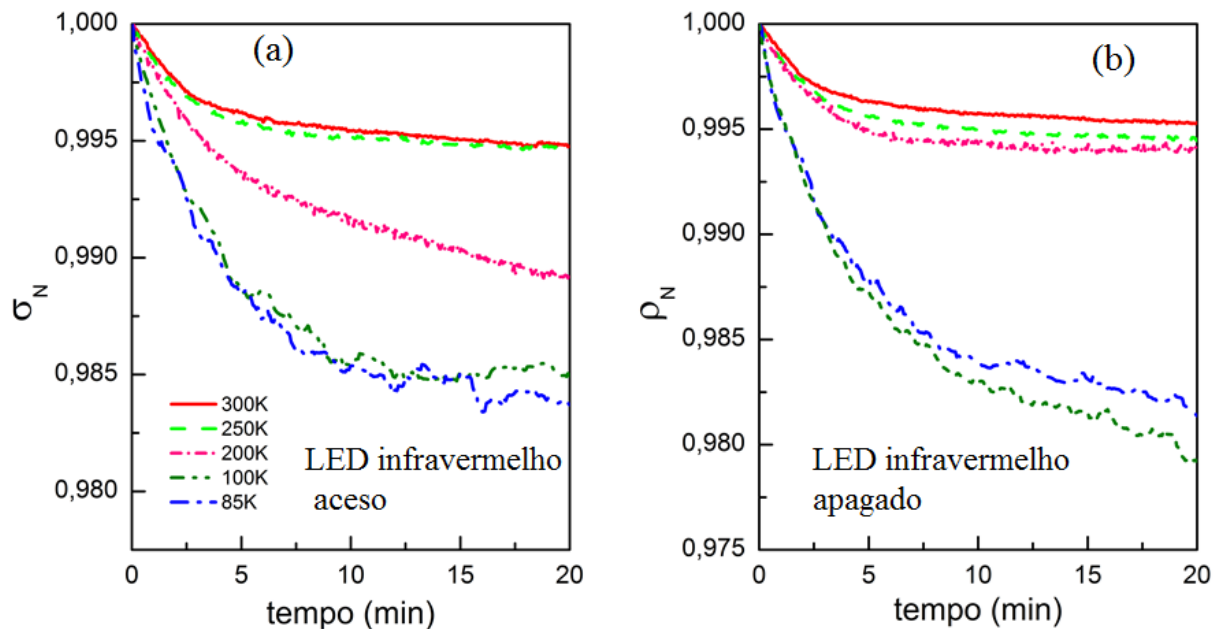 (a)
σ_N
1,000
0,995
0,990
0,985
0,980
300K
250K
200K
100K
85K
LED infravermelho
aceso
0 5 10 15 20
tempo (min)
(b)
ρ_N
1,000
0,995
0,990
0,985
0,980
0,975
LED infravermelho
apagado
0 5 10 15 20
tempo (min)